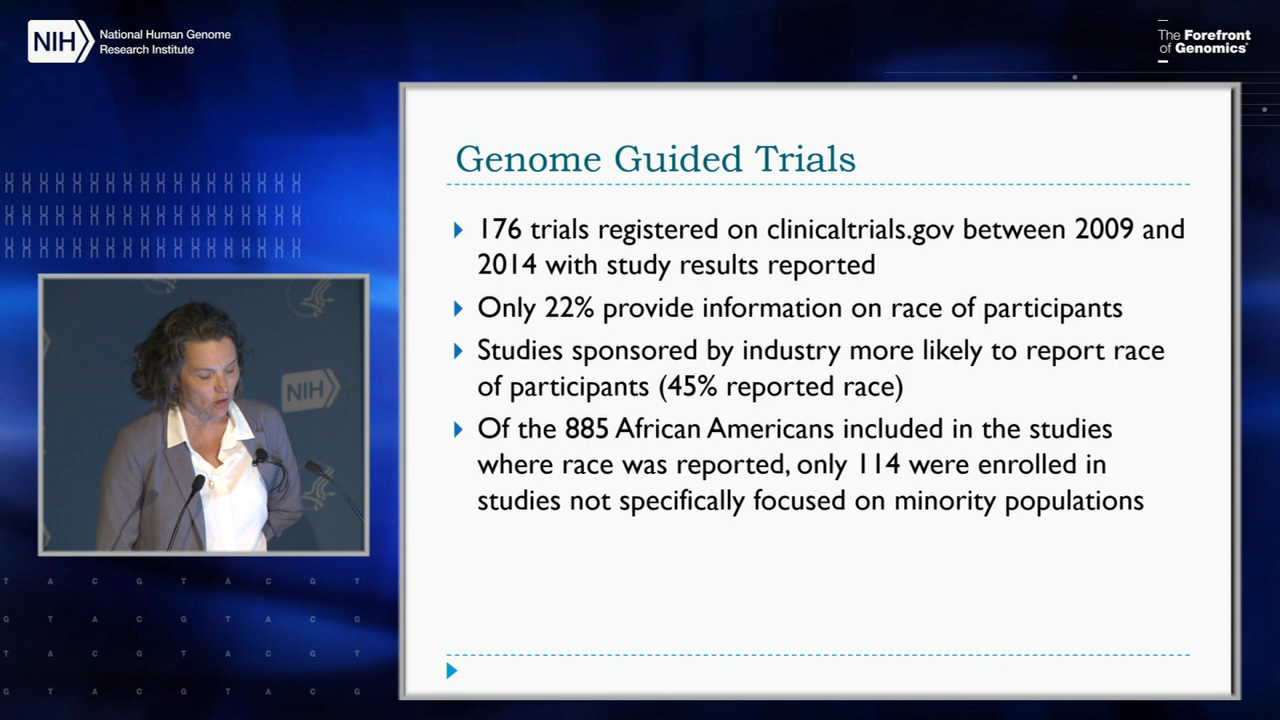 NIH
National Human Genome
Research Institute
The Forefront
of Genomics®
Genome Guided Trials
176 trials registered on clinicaltrials.gov between 2009 and
2014 with study results reported
Only 22% provide information on race of participants
Studies sponsored by industry more likely to report race
of participants (45% reported race)
Of the 885 African Americans included in the studies
where race was reported, only 114 were enrolled in
studies not specifically focused on minority populations
NIH
T A C G T A C G T
G T A C G T A C G
T A C G T A C G T
G T A C G T A C G